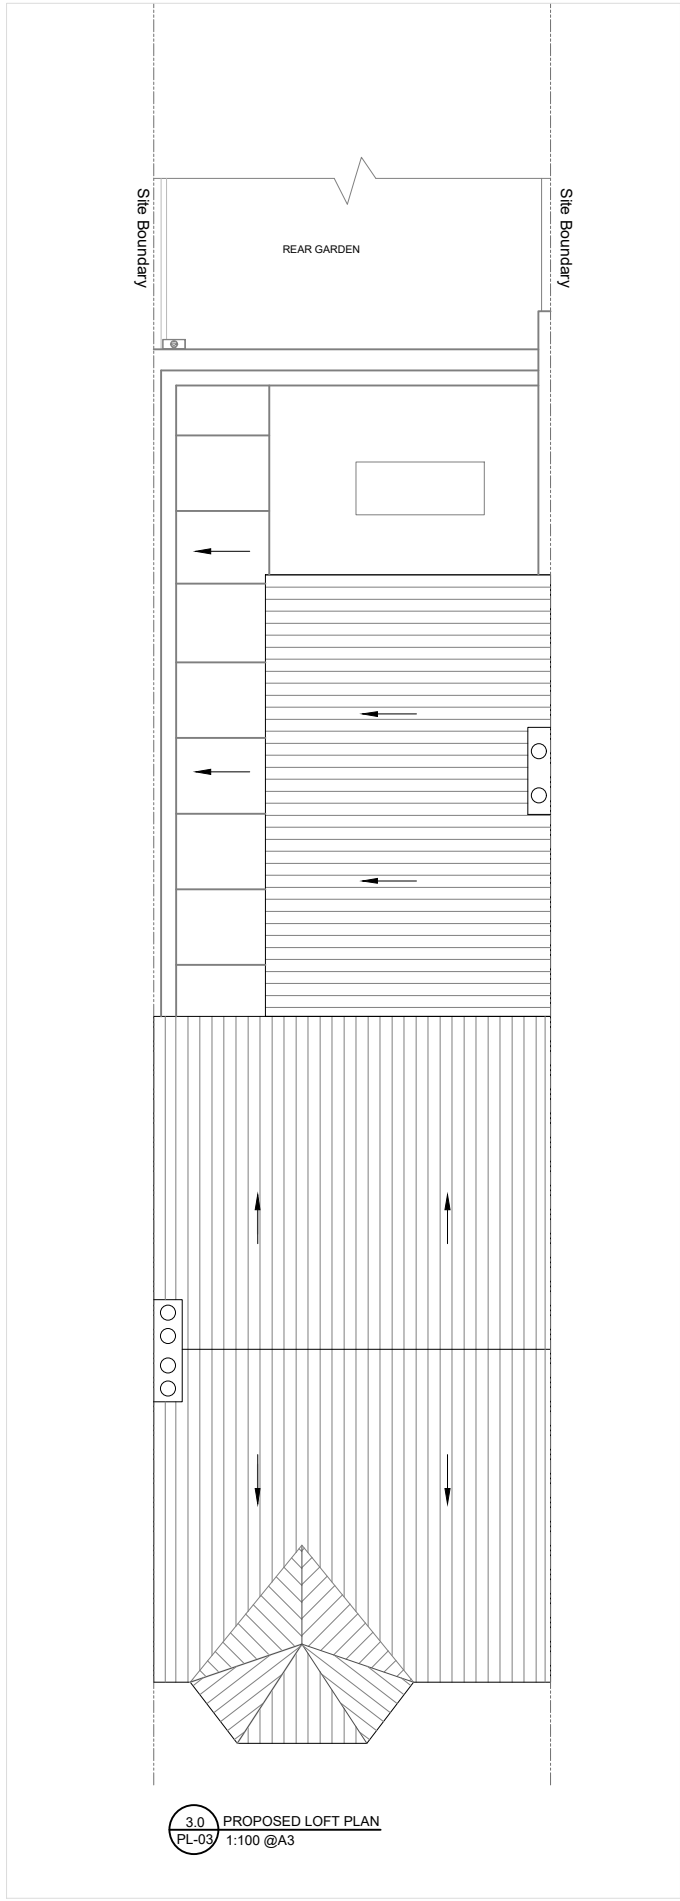 Site Boundary
Site Boundary
REAR GARDEN
3.0
PROPOSED LOFT PLAN
PL-03
1:100 @A3